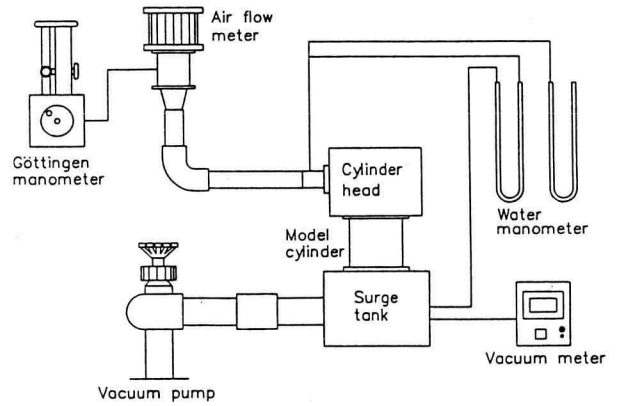 Air flow
meter
Göttingen
manometer
Cylinder
head
Water
manometer
Model
cylinder
Surge
tank
Vacuum meter
Vacuum pump